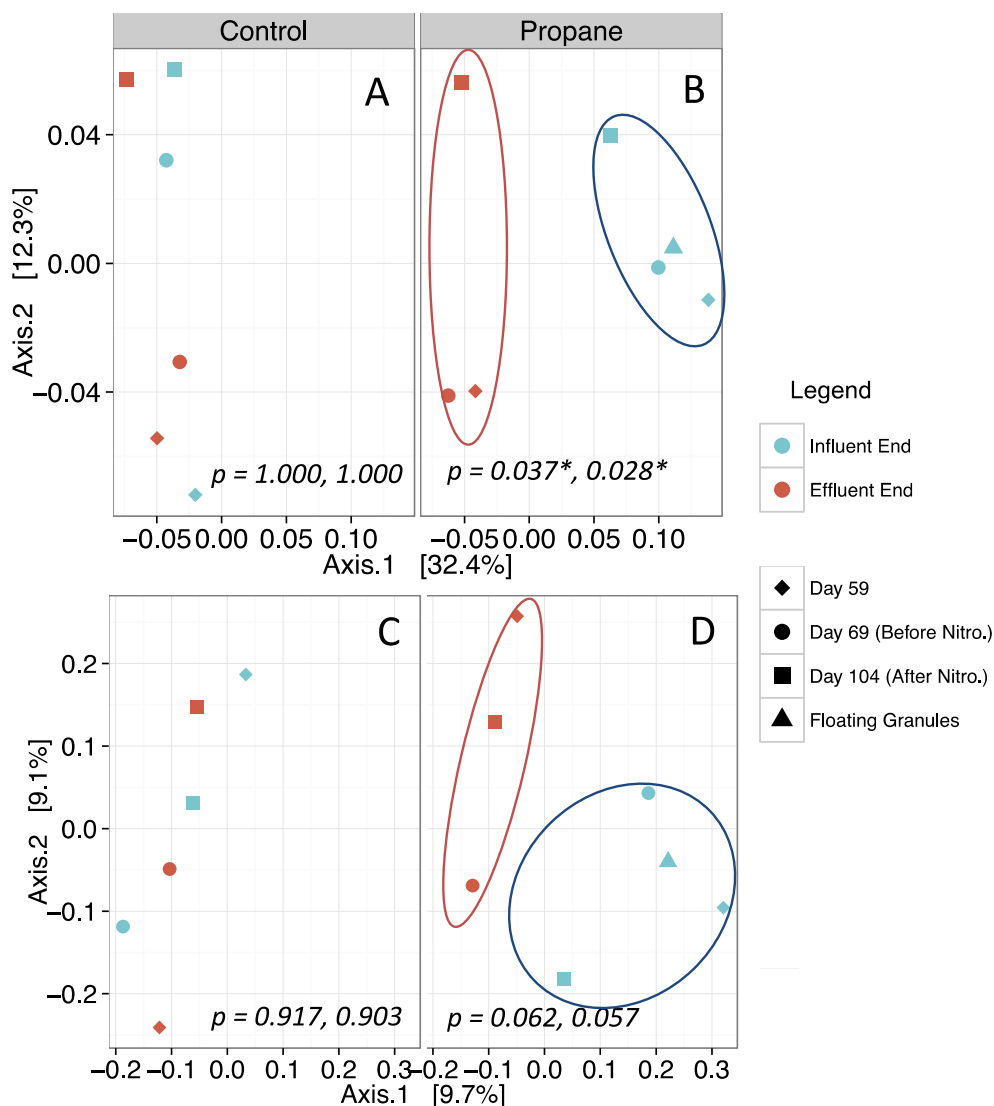 Control Propane
A B
0.04
0.00
−0.04
Axis.2 [12.3%]
p = 1.000, 1.000 p = 0.037*, 0.028*
−0.05 0.00 0.05 0.10 −0.05 0.00 0.05 0.10
Axis.1 [32.4%]
Legend
Influent End
Effluent End
Day 59
Day 69 (Before Nitro.)
Day 104 (After Nitro.)
Floating Granules
C D
0.2
0.1
0.0
−0.1
−0.2
Axis.2 [9.1%]
p = 0.917, 0.903 p = 0.062, 0.057
−0.2 −0.1 0.0 0.1 0.2 0.3 −0.2 −0.1 0.0 0.1 0.2 0.3
Axis.1 [9.7%]